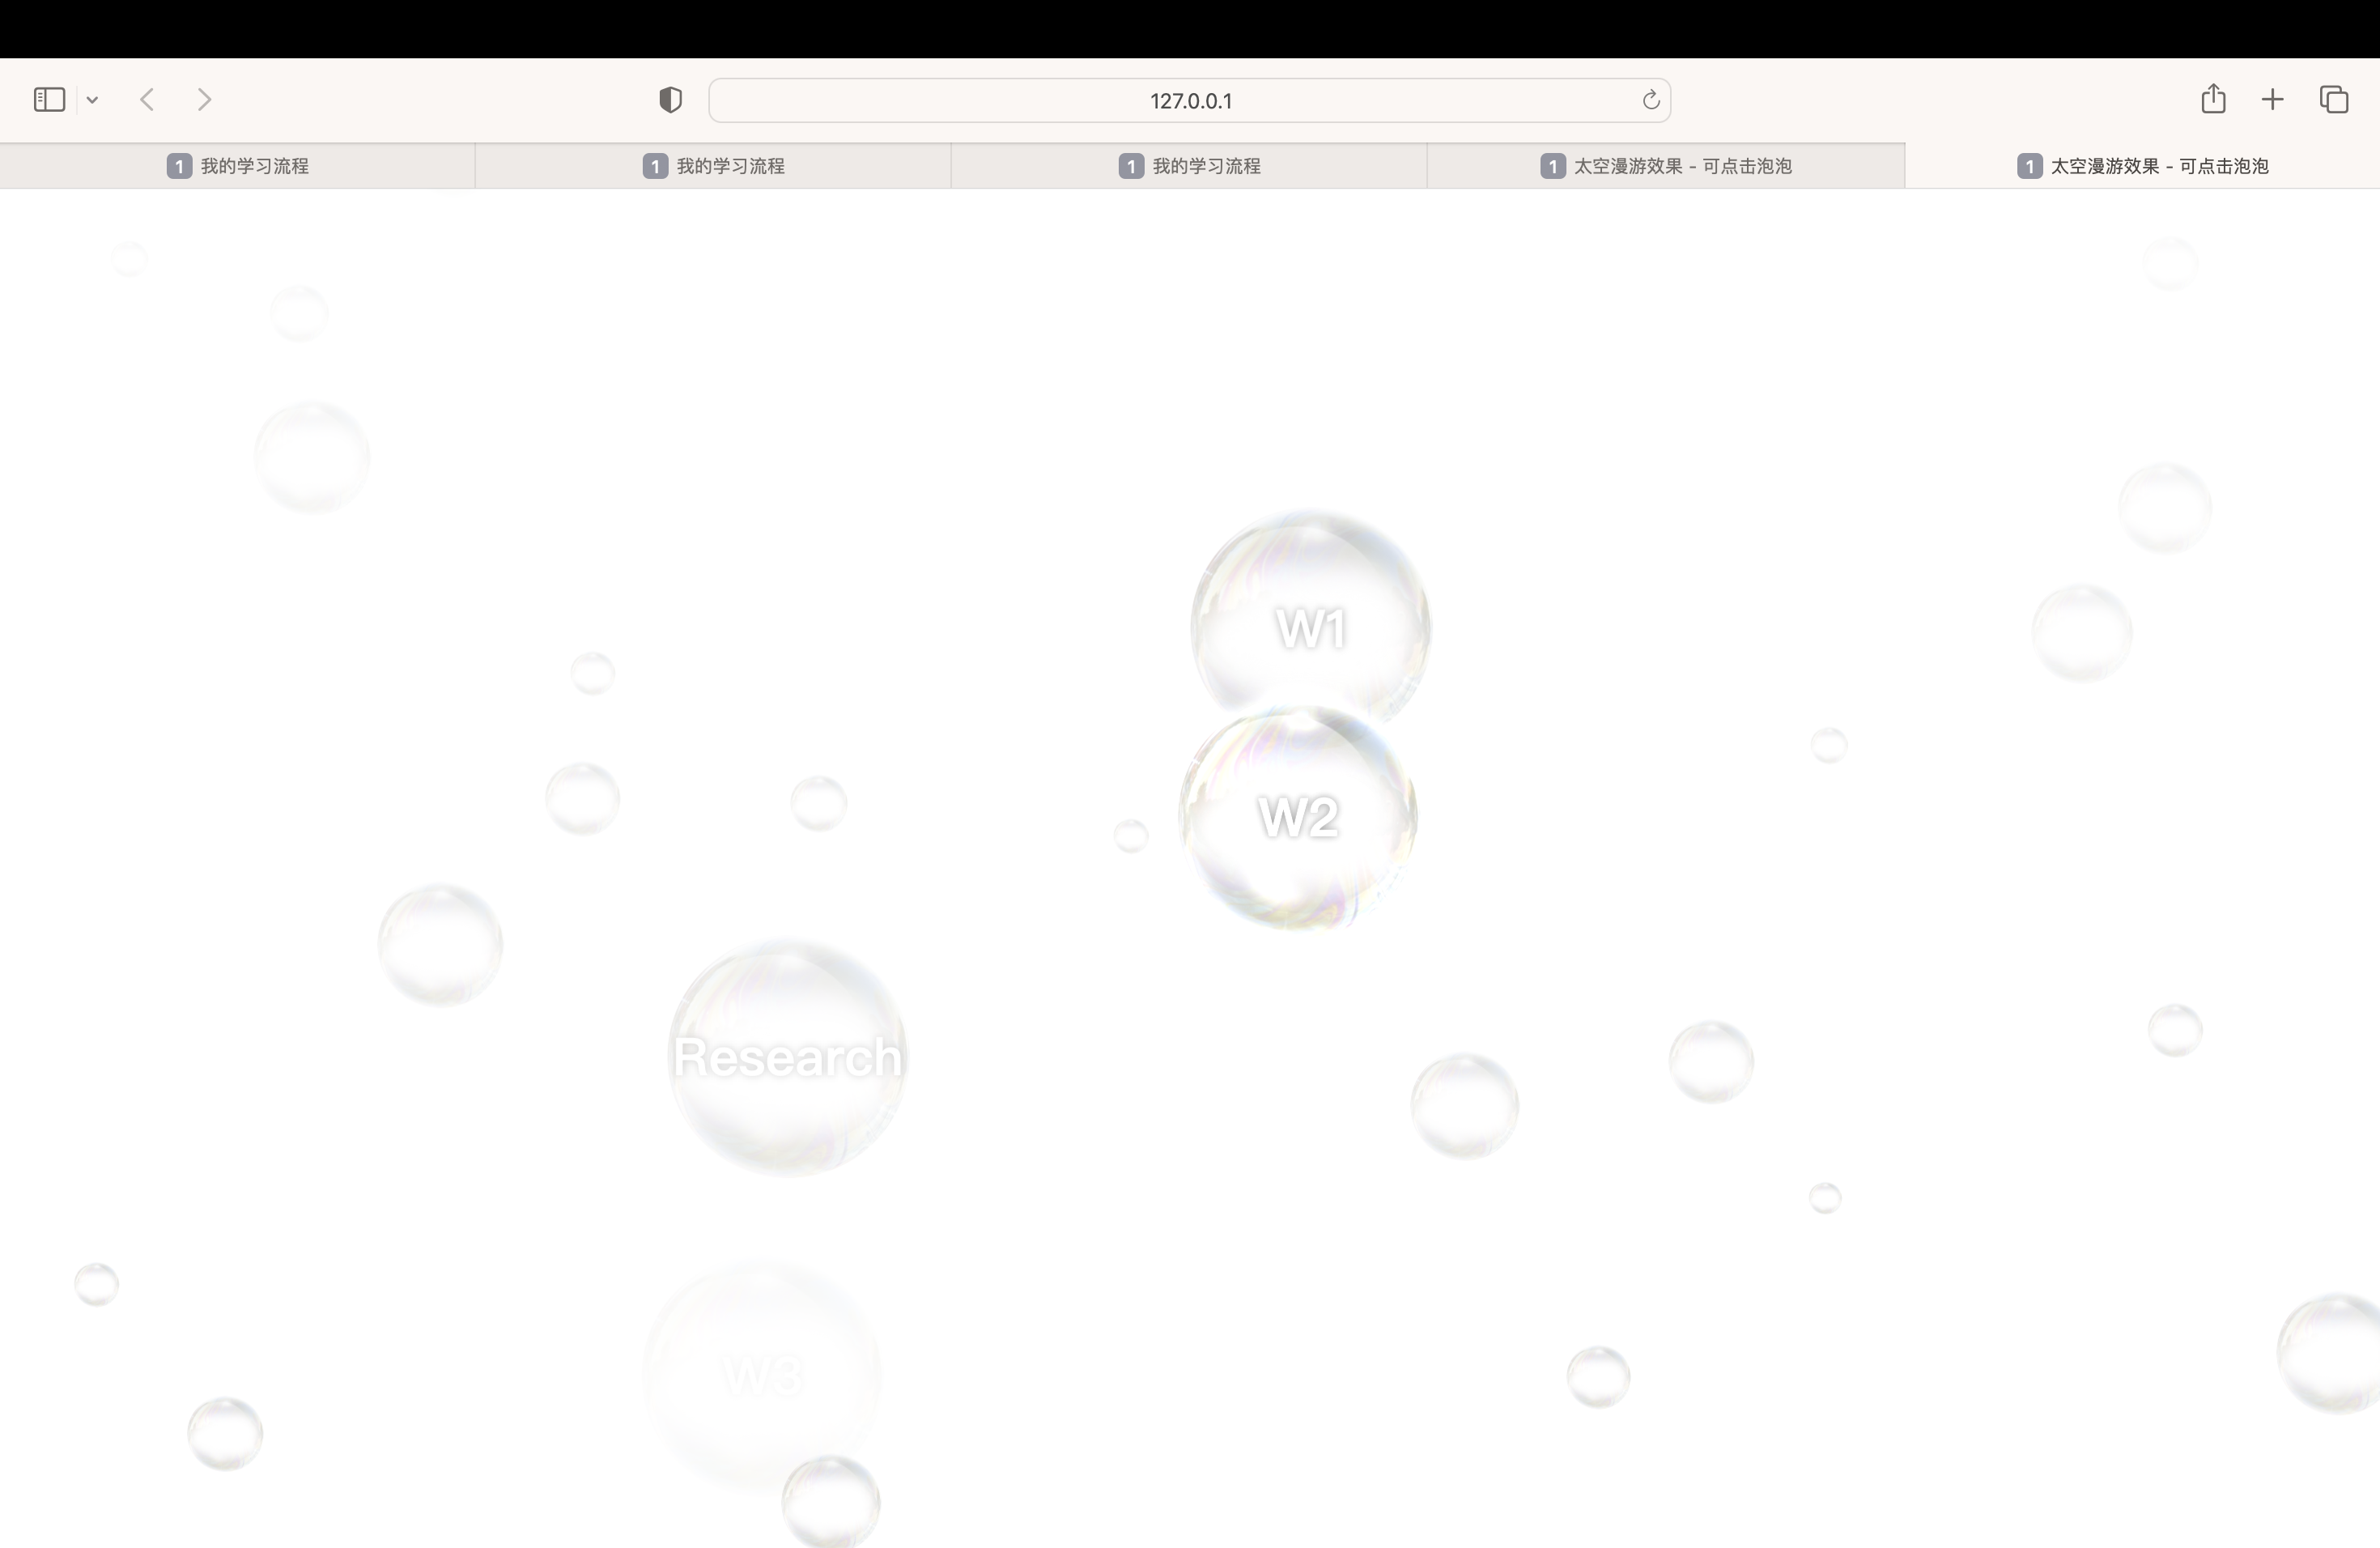 127.0.0.1
1 我的学习流程
1 我的学习流程
1 我的学习流程
1 太空漫游效果 - 可点击泡泡
1 太空漫游效果 - 可点击泡泡
W1
W2
Research
W3